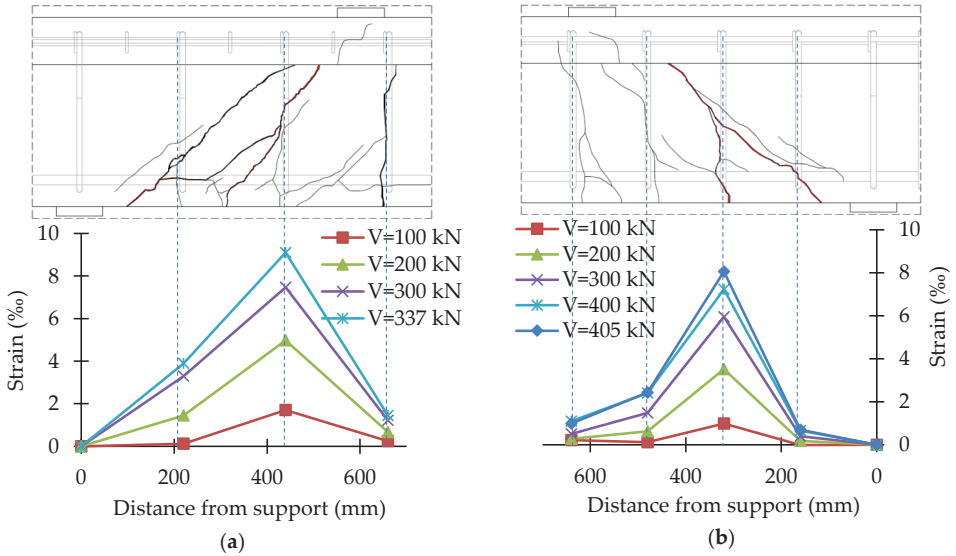 10
8
6
4
2
0
Strain (‰)
V=100 kN
V=200 kN
V=300 kN
V=337 kN
0
200
400
600
Distance from support (mm)
(a)
V=100 kN
V=200 kN
V=300 kN
V=400 kN
V=405 kN
10
8
6
4
2
0
Strain (‰)
600
400
200
0
Distance from support (mm)
(b)